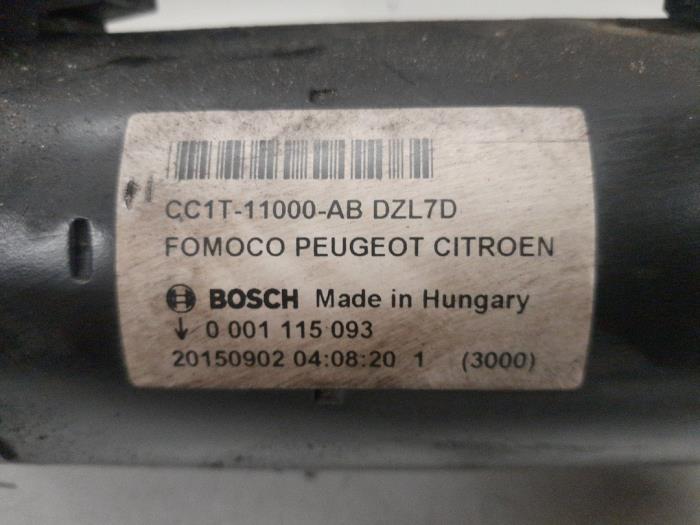 CC1T-11000-AB DZL7D
FOMOCO PEUGEOT CITROEN
BOSCH Made in Hungary
↓ 0 001 115 093
20150902 04:08:20 1 (3000)